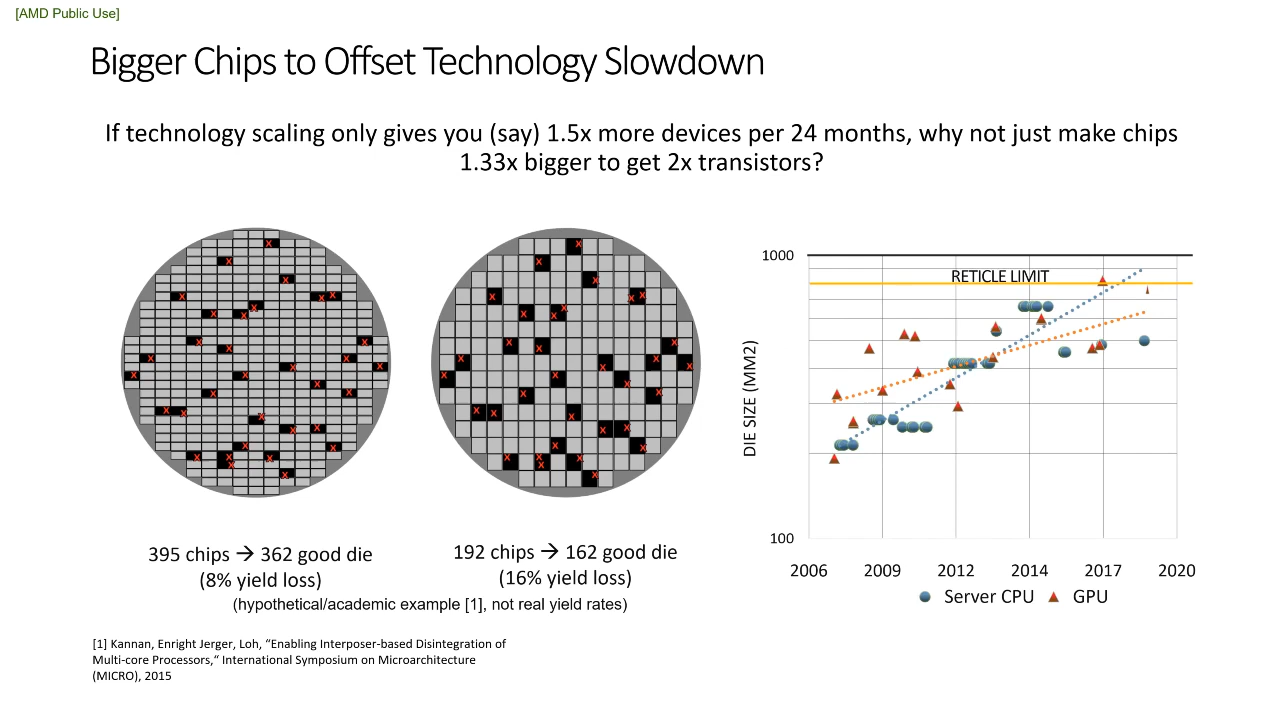 [AMD Public Use]
Bigger Chips to Offset Technology Slowdown
If technology scaling only gives you (say) 1.5x more devices per 24 months, why not just make chips
1.33x bigger to get 2x transistors?
395 chips → 362 good die
(8% yield loss)
192 chips → 162 good die
(16% yield loss)
(hypothetical/academic example [1], not real yield rates)
1000
RETICLE LIMIT
DIE SIZE (MM2)
100
2006 2009 2012 2014 2017 2020
Server CPU GPU
[1] Kannan, Enright Jerger, Loh, “Enabling Interposer-based Disintegration of
Multi-core Processors,“ International Symposium on Microarchitecture
(MICRO), 2015